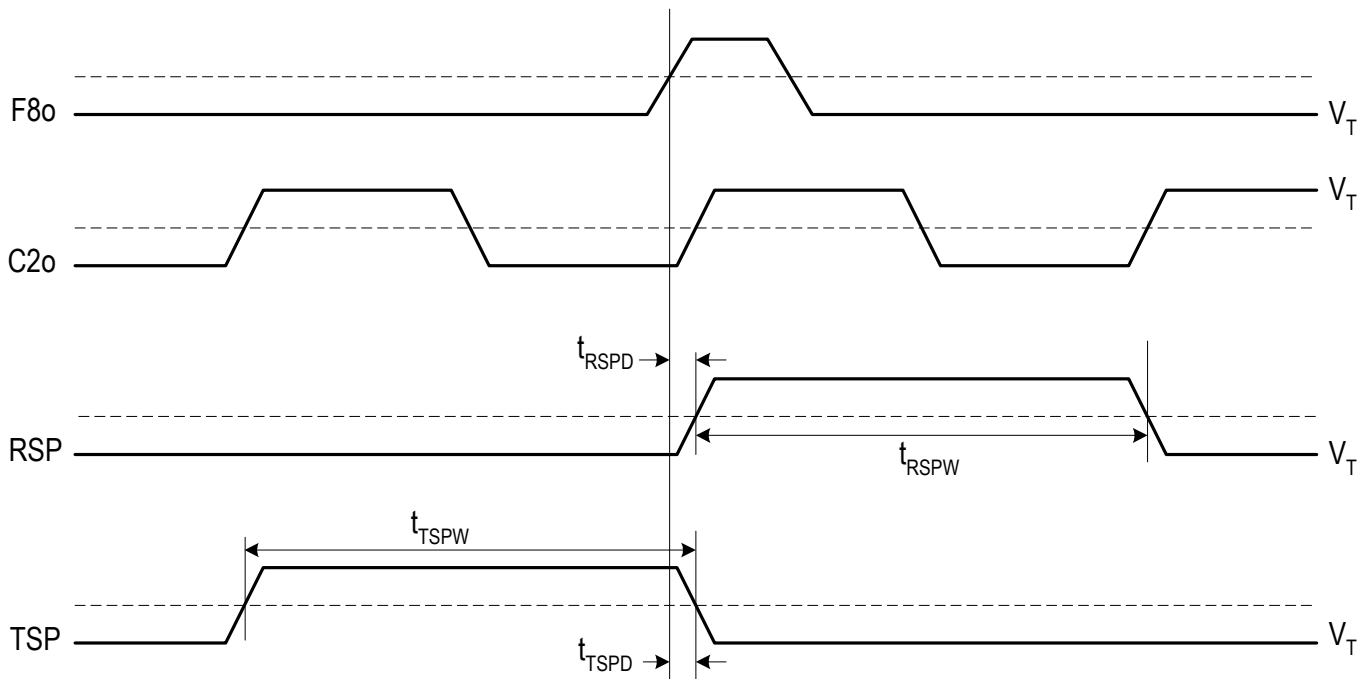 F8o
V_T
V_T
C2o
t_RSPD
RSP
t_RSPW
V_T
t_TSPW
TSP
t_TSPD
V_T